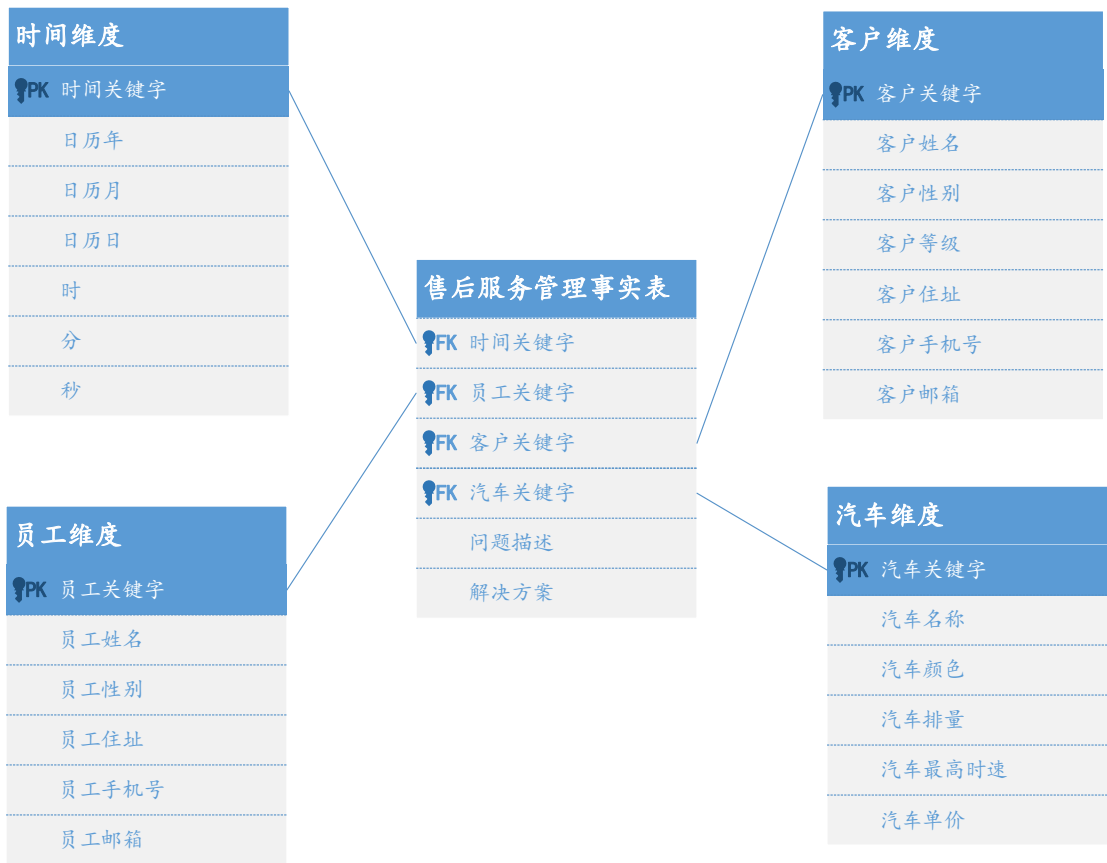 时间维度
PK 时间关键字
日历年
日历月
日历日
时
分
秒
客户维度
PK 客户关键字
客户姓名
客户性别
客户等级
客户住址
客户手机号
客户邮箱
售后服务管理事实表
FK 时间关键字
FK 员工关键字
FK 客户关键字
FK 汽车关键字
问题描述
解决方案
员工维度
PK 员工关键字
员工姓名
员工性别
员工住址
员工手机号
员工邮箱
汽车维度
PK 汽车关键字
汽车名称
汽车颜色
汽车排量
汽车最高时速
汽车单价